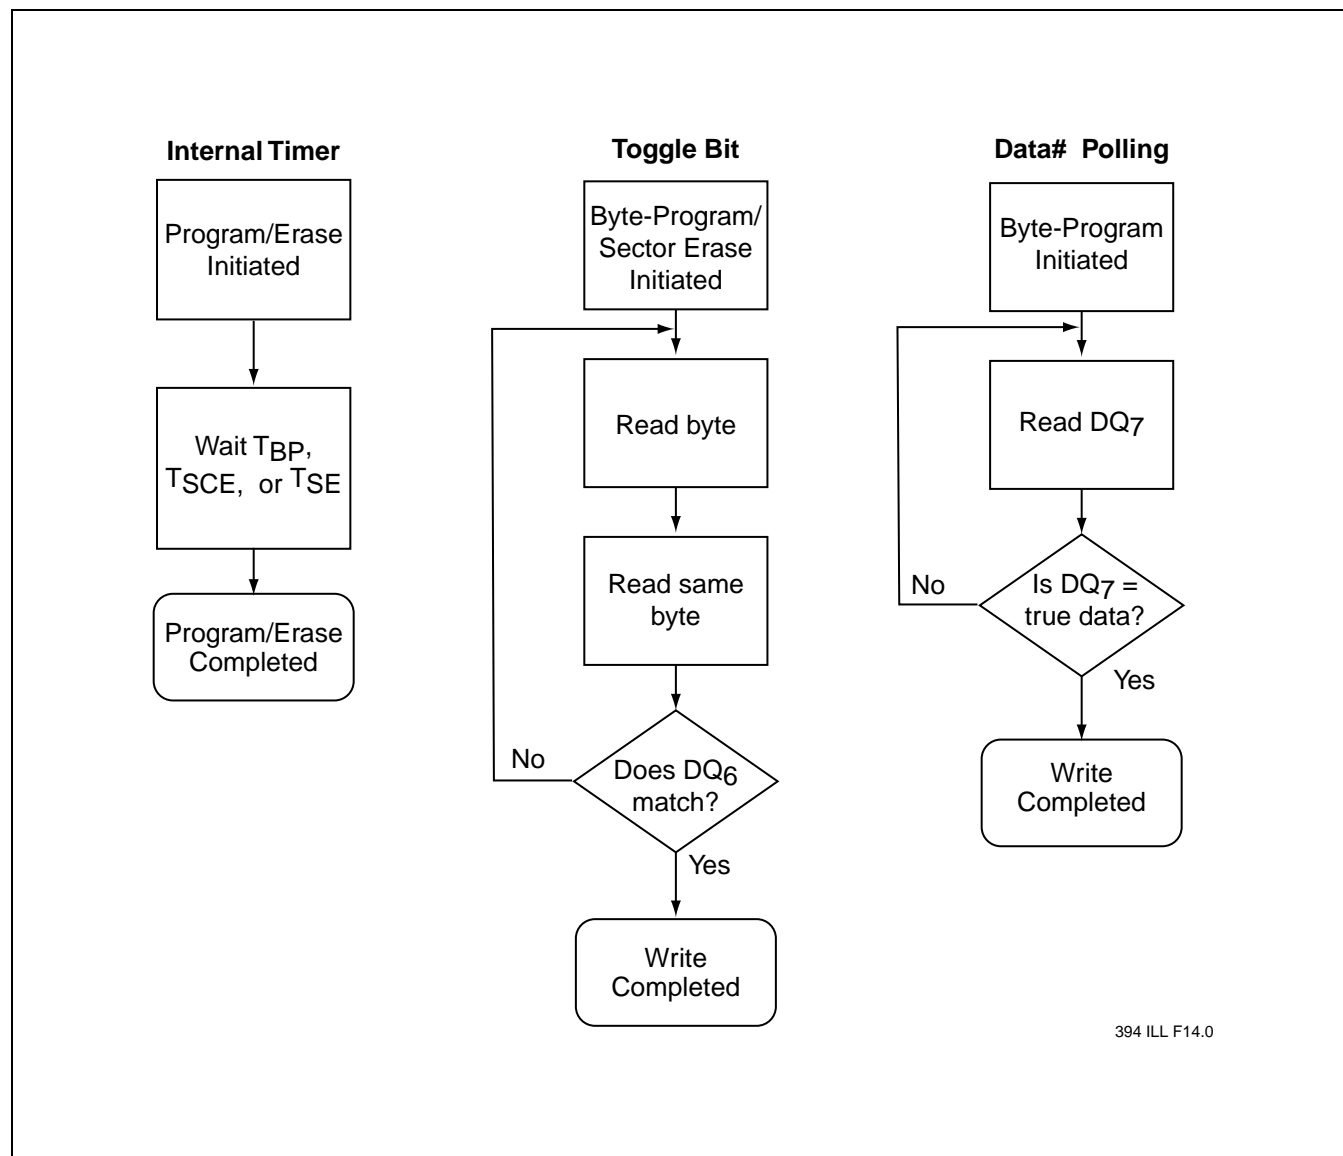 Internal Timer
Program/Erase
Initiated
Wait TBP,
TSCE, or TSE
Program/Erase
Completed
Toggle Bit
Byte-Program/
Sector Erase
Initiated
Read byte
Read same
byte
No
Does DQ6
match?
Yes
Write
Completed
Data# Polling
Byte-Program
Initiated
Read DQ7
No
Is DQ7 =
true data?
Yes
Write
Completed
394 ILL F14.0